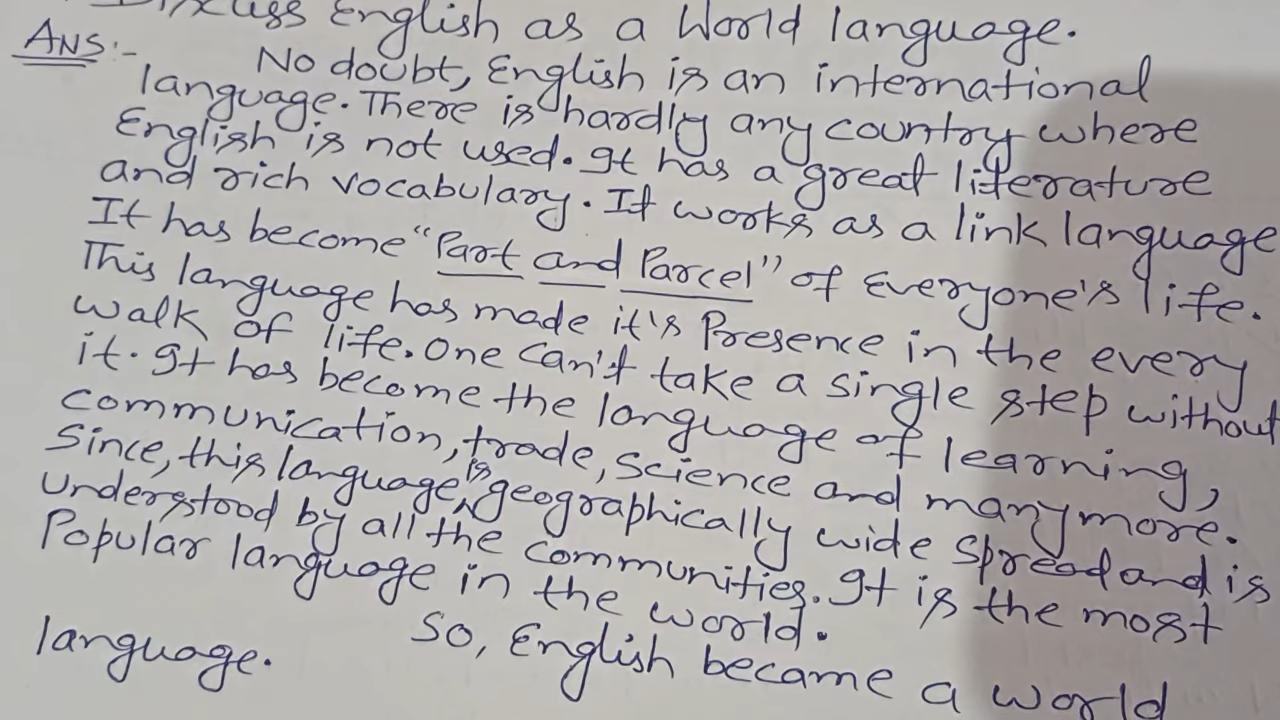 Discuss English as a World language.
Ans:- No doubt, English is an international
language. There is hardly any country where
English is not used. It has a great literature
and rich vocabulary. It works as a link language
It has become "Part and Parcel" of Everyone's life.
This language has made it's Presence in the every
walk of life. One can't take a single step without
it. It has become the language of learning,
communication, trade, science and many more.
Since, this language, is geographically wide spread and is
understood by all the communities. It is the most
Popular language in the world.
So, English became a world
language.